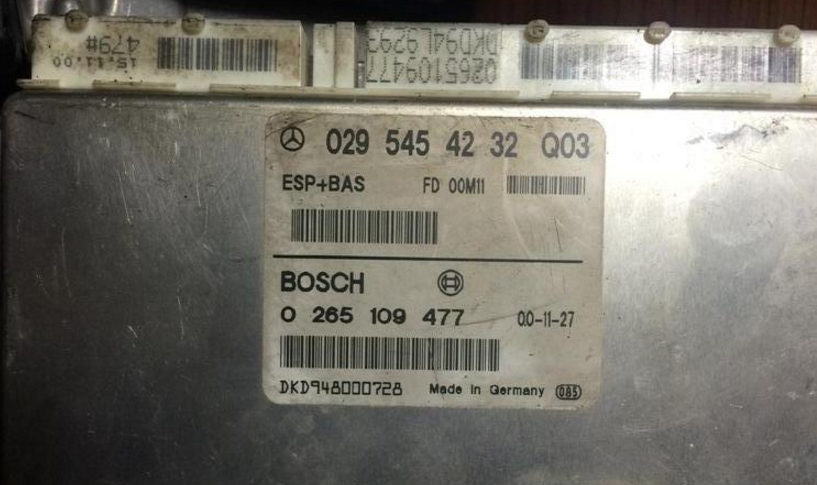 15.11.00
479#
0265109477
DKD94L9293
029 545 42 32 Q03
ESP+BAS FD 00M11
BOSCH
0 265 109 477 00-11-27
DKD948000728 Made in Germany 085